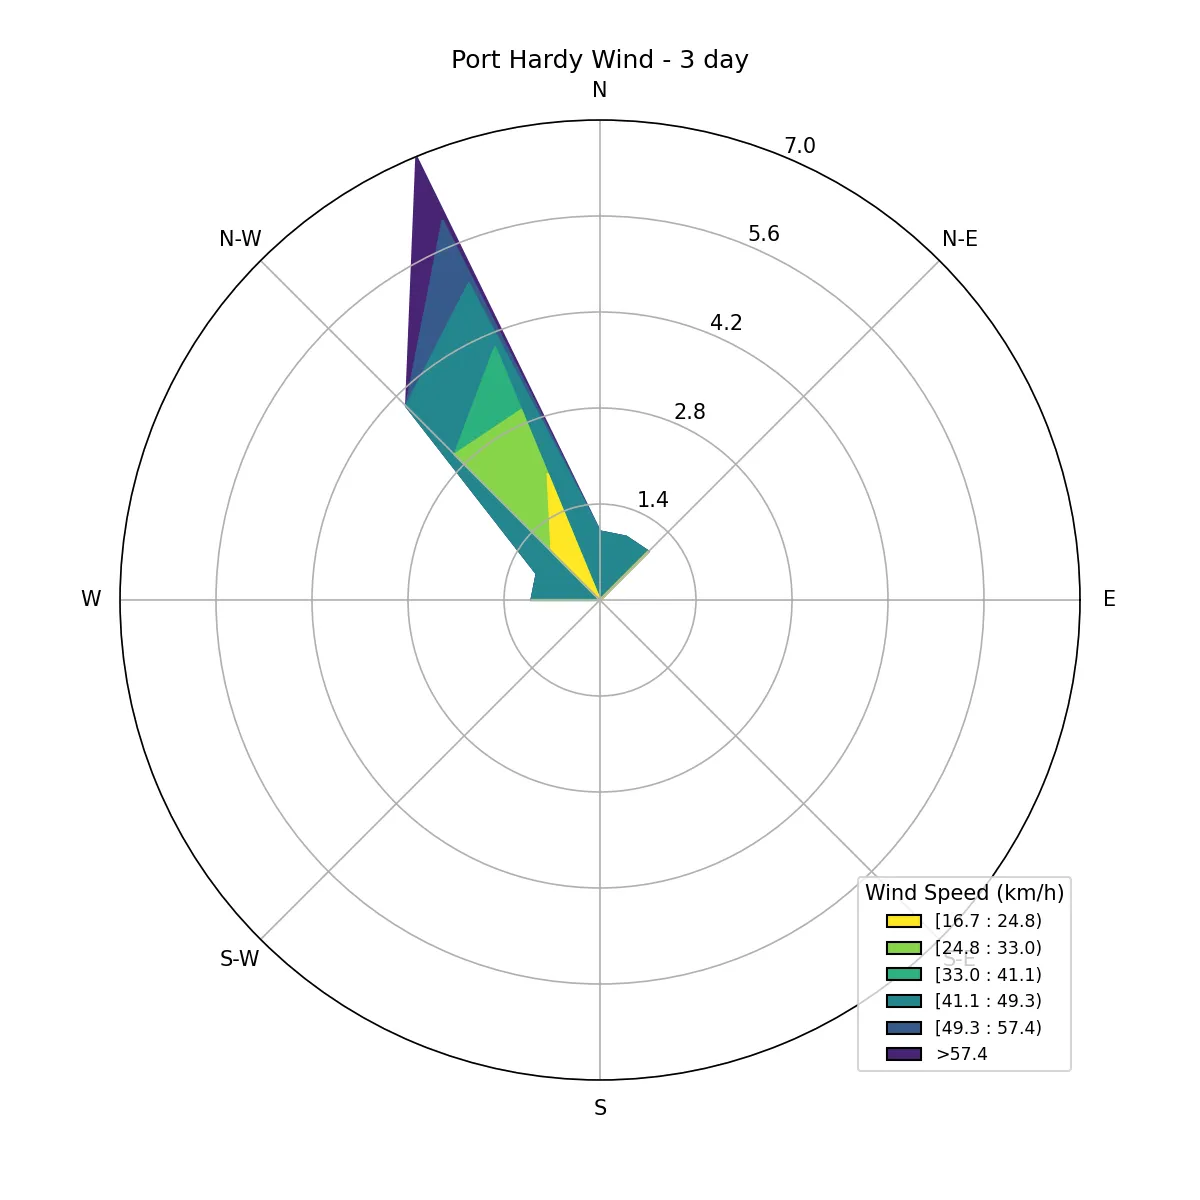 Port Hardy Wind - 3 day
N
7.0
N-W
5.6
N-E
4.2
2.8
1.4
W
E
S-W
S-E
S
Wind Speed (km/h)
[16.7 : 24.8)
[24.8 : 33.0)
[33.0 : 41.1)
[41.1 : 49.3)
[49.3 : 57.4)
>57.4